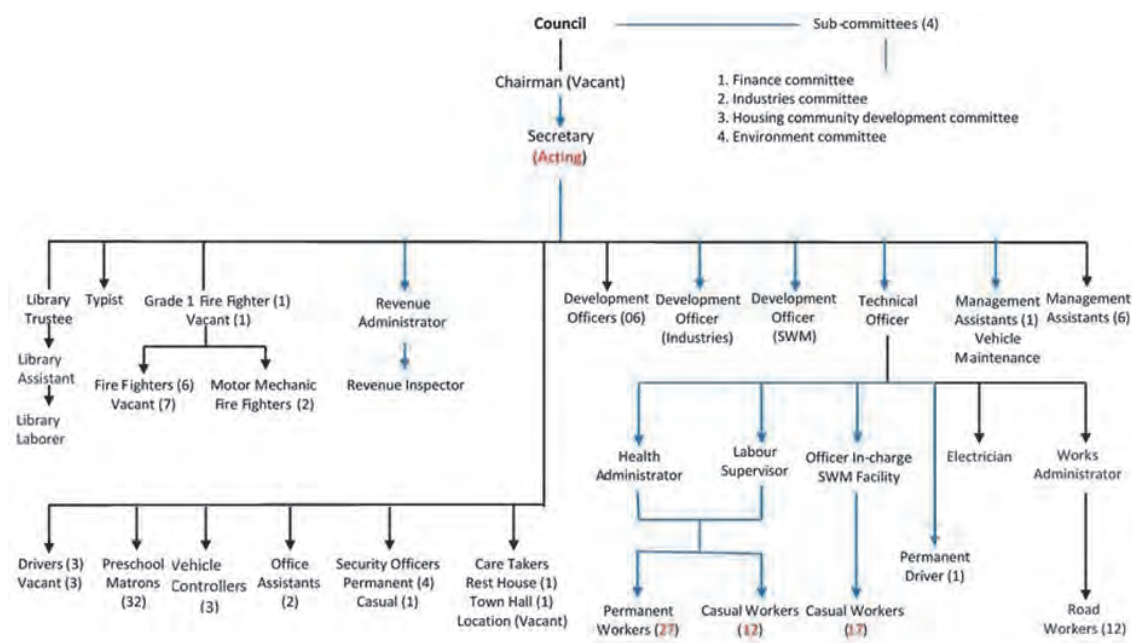 Council
Sub-committees (4)
Chairman (Vacant)
1. Finance committee
2. Industries committee
3. Housing community development committee
4. Environment committee
Secretary
(Acting)
Library
Trustee
Library
Assistant
Library
Laborer
Typist
Grade 1 Fire Fighter (1)
Vacant (1)
Fire Fighters (6)
Vacant (7)
Motor Mechanic
Fire Fighters (2)
Revenue
Administrator
Revenue Inspector
Development
Officers (06)
Development
Officer
(Industries)
Development
Officer
(SWM)
Technical
Officer
Management
Assistants (1)
Vehicle
Maintenance
Management
Assistants (6)
Health
Administrator
Labour
Supervisor
Officer In-charge
SWM Facility
Electrician
Works
Administrator
Drivers (3)
Vacant (3)
Preschool
Matrons
(32)
Vehicle
Controllers
(3)
Office
Assistants
(2)
Security Officers
Permanent (4)
Casual (1)
Care Takers
Rest House (1)
Town Hall (1)
Location (Vacant)
Permanent
Driver (1)
Permanent
Workers (27)
Casual Workers
(12)
Casual Workers
(17)
Road
Workers (12)